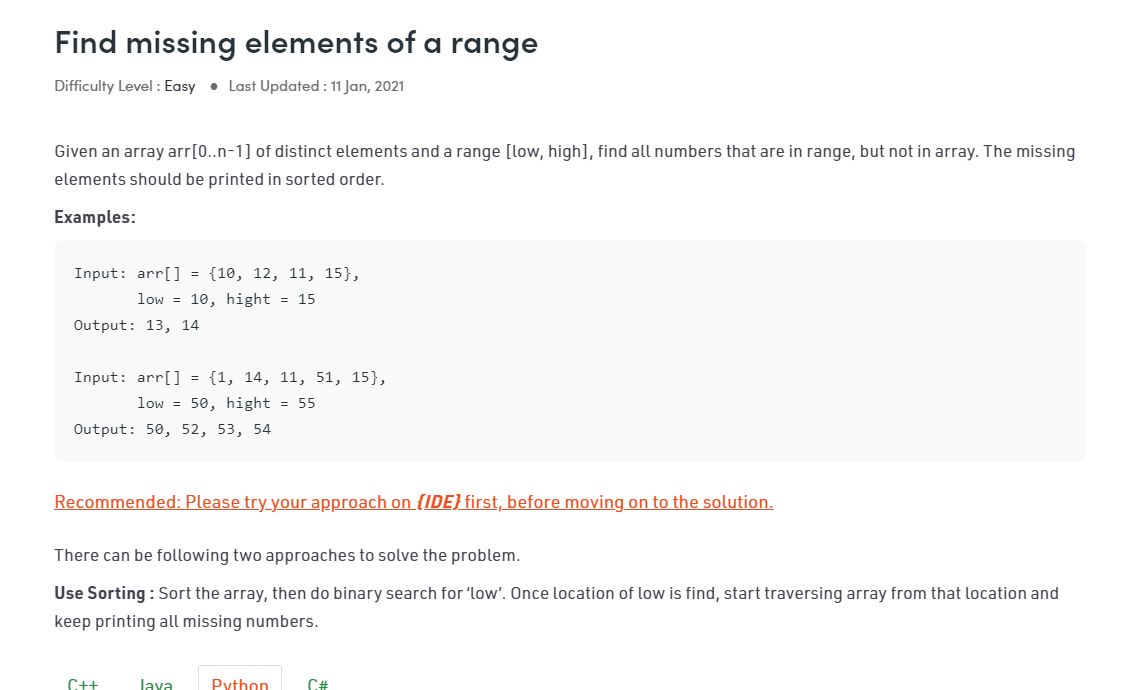 Find missing elements of a range
Difficulty Level : Easy ● Last Updated : 11 Jan, 2021
Given an array arr[0..n-1] of distinct elements and a range [low, high], find all numbers that are in range, but not in array. The missing
elements should be printed in sorted order.
Examples:
Input: arr[] = {10, 12, 11, 15},
low = 10, hight = 15
Output: 13, 14
Input: arr[] = {1, 14, 11, 51, 15},
low = 50, hight = 55
Output: 50, 52, 53, 54
Recommended: Please try your approach on {IDE} first, before moving on to the solution.
There can be following two approaches to solve the problem.
Use Sorting : Sort the array, then do binary search for ‘low’. Once location of low is find, start traversing array from that location and
keep printing all missing numbers.
C++ Java Python C#